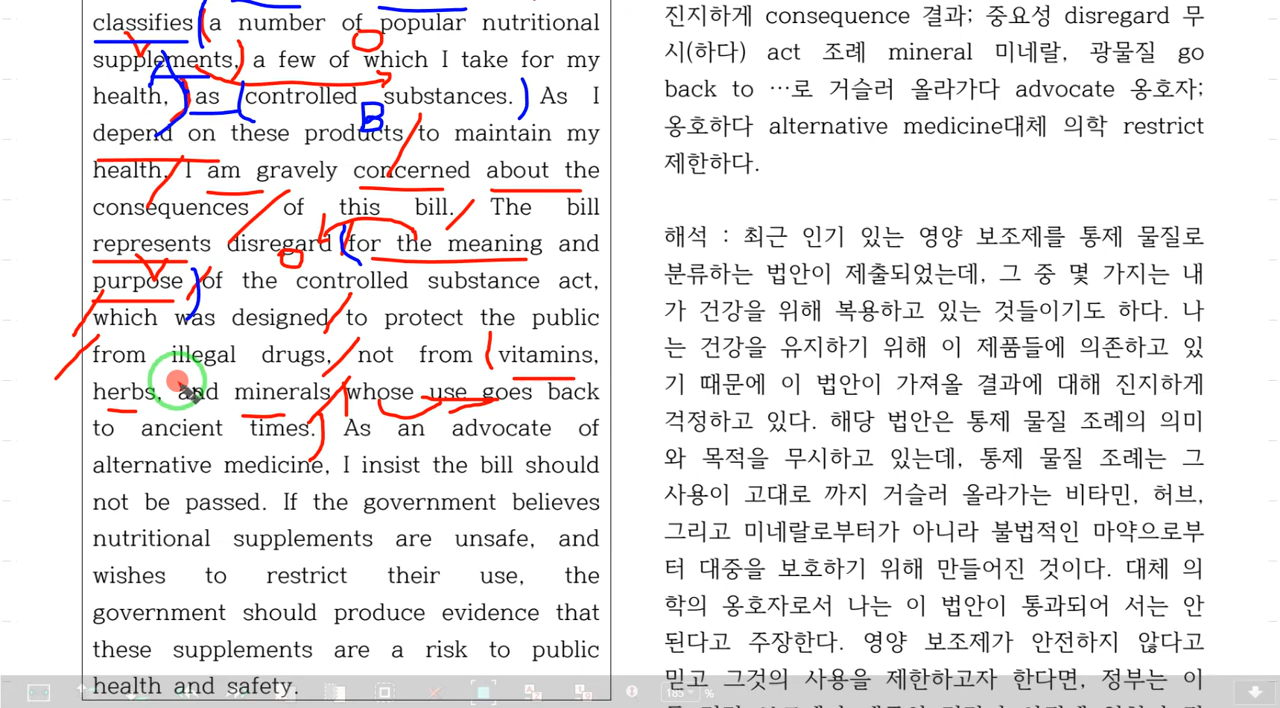 classifies a number of popular nutritional
supplements, a few of which I take for my
health, as controlled substances. As I
B
depend on these products to maintain my
health, I am gravely concerned about the
consequences of this bill. The bill
represents disregard for the meaning and
purpose of the controlled substance act,
which was designed to protect the public
from illegal drugs, not from vitamins,
herbs, and minerals whose use goes back
to ancient times. As an advocate of
alternative medicine, I insist the bill should
not be passed. If the government believes
nutritional supplements are unsafe, and
wishes to restrict their use, the
government should produce evidence that
these supplements are a risk to public
health and safety.
진지하게 consequence 결과; 중요성 disregard 무
시(하다) act 조례 mineral 미네랄, 광물질 go
back to …로 거슬러 올라가다 advocate 옹호자;
옹호하다 alternative medicine대체 의학 restrict
제한하다.
해석 : 최근 인기 있는 영양 보조제를 통제 물질로
분류하는 법안이 제출되었는데, 그 중 몇 가지는 내
가 건강을 위해 복용하고 있는 것들이기도 하다. 나
는 건강을 유지하기 위해 이 제품들에 의존하고 있
기 때문에 이 법안이 가져올 결과에 대해 진지하게
걱정하고 있다. 해당 법안은 통제 물질 조례의 의미
와 목적을 무시하고 있는데, 통제 물질 조례는 그
사용이 고대로 까지 거슬러 올라가는 비타민, 허브,
그리고 미네랄로부터가 아니라 불법적인 마약으로부
터 대중을 보호하기 위해 만들어진 것이다. 대체 의
학의 옹호자로서 나는 이 법안이 통과되어 서는 안
된다고 주장한다. 영양 보조제가 안전하지 않다고
믿고 그것의 사용을 제한하고자 한다면, 정부는 이
185 %